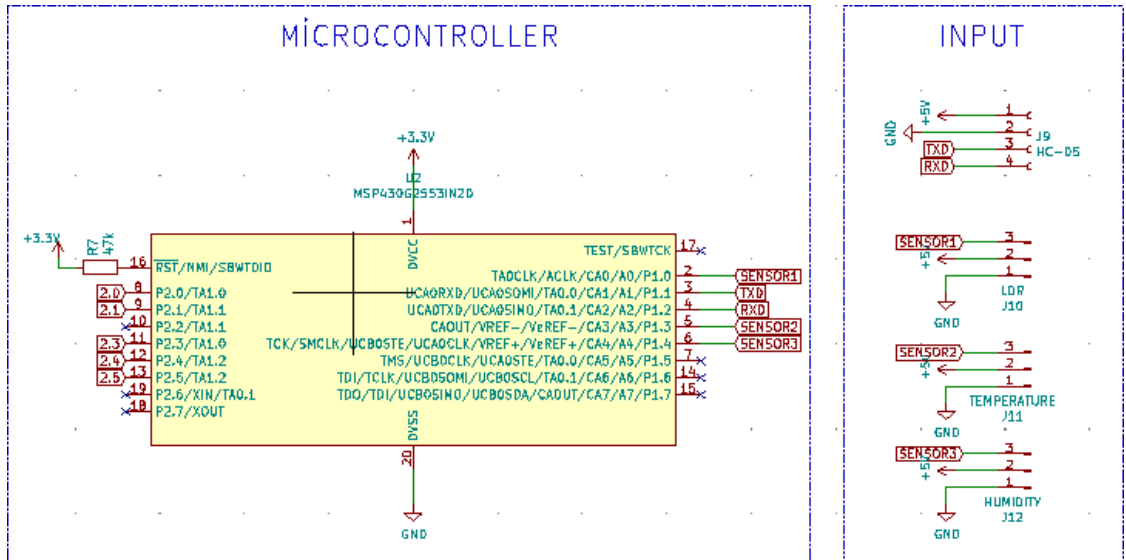 MİCROCONTROLLER
+3.3V
U2
MSP430G2553IN20
1
DVCC
+3.3V
R7
47k
16
RST/NMI/SBWTDIO
8
2.0
P2.0/TA1.0
9
2.1
P2.1/TA1.1
10
P2.2/TA1.1
11
2.3
P2.3/TA1.0
12
2.4
P2.4/TA1.2
13
2.5
P2.5/TA1.2
19
P2.6/XIN/TA0.1
18
P2.7/XOUT
TEST/SBWTCK
17
TA0CLK/ACLK/CA0/A0/P1.0
2
SENSOR1
UCA0RXD/UCA0SOMI/TA0.0/CA1/A1/P1.1
3
TXD
UCA0TXD/UCA0SIMO/TA0.1/CA2/A2/P1.2
4
RXD
CAOUT/VREF-/VeREF-/CA3/A3/P1.3
5
SENSOR2
TCK/SMCLK/UCB0STE/UCA0CLK/VREF+/VeREF+/CA4/A4/P1.4
6
SENSOR3
TMS/UCB0CLK/UCA0STE/TA0.0/CA5/A5/P1.5
7
TDI/TCLK/UCB0SOMI/UCB0SCL/TA0.1/CA6/A6/P1.6
14
TDO/TDI/UCB0SIMO/UCB0SDA/CAOUT/CA7/A7/P1.7
15
DVSS
20
GND
INPUT
+5V
1
GND
2
J9
TXD
3
HC-05
RXD
4
SENSOR1
3
+5V
2
1
LDR
J10
GND
SENSOR2
3
+5V
2
1
TEMPERATURE
J11
GND
SENSOR3
3
+5V
2
1
HUMIDITY
J12
GND